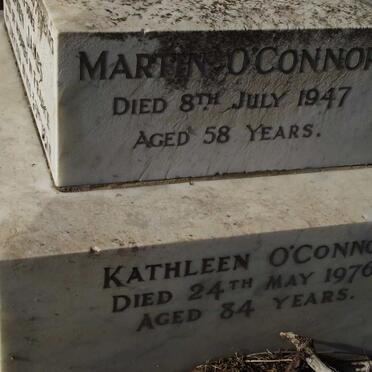 MARTIN O'CONNOR
DIED 8TH JULY 1947
AGED 58 YEARS.
KATHLEEN O'CONNO
DIED 24TH MAY 1976
AGED 84 YEARS.